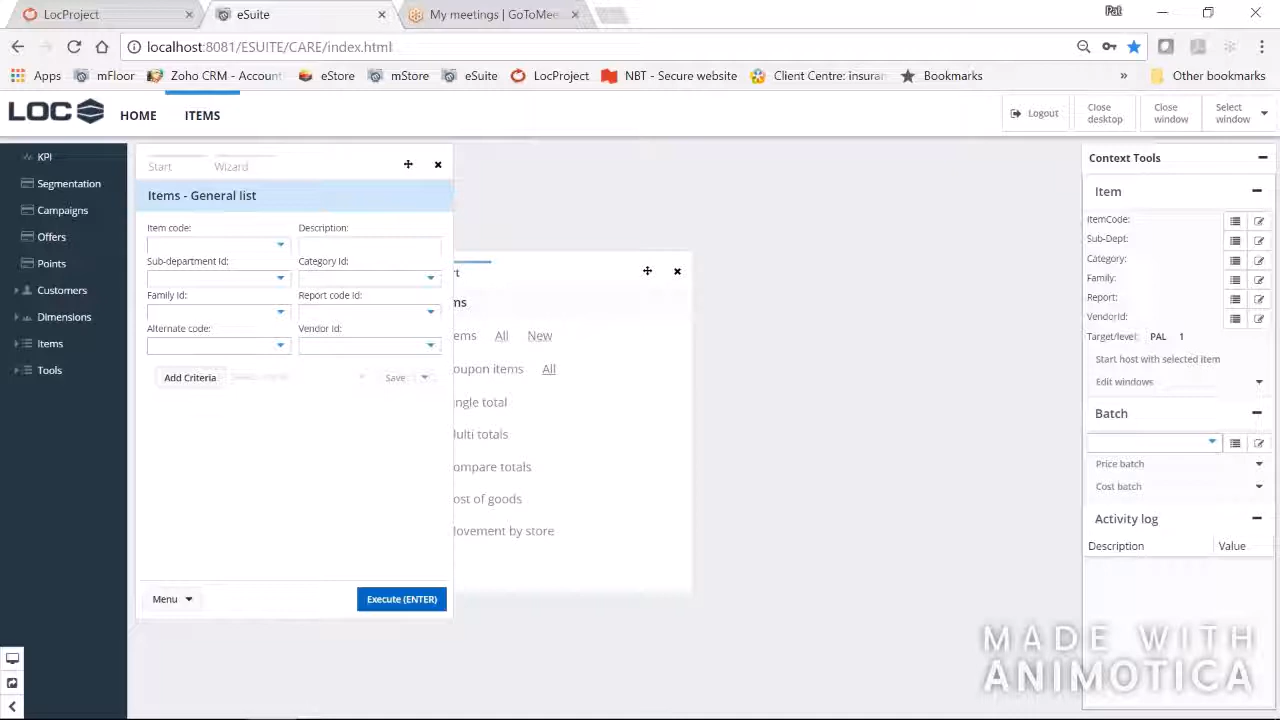 LocProject
eSuite
My meetings | GoToMee
Pat
localhost:8081/ESUITE/CARE/index.html
Apps mFloor Zoho CRM - Account eStore mStore eSuite LocProject NBT - Secure website Client Centre: insur Bookmarks » Other bookmarks
LOC HOME ITEMS
Logout
Close desktop
Close window
Select window
KPI
Segmentation
Campaigns
Offers
Points
Customers
Dimensions
Items
Tools
Start Wizard
Items - General list
Item code: Description:
Sub-department Id: Category Id:
Family Id: Report code Id:
Alternate code: Vendor Id:
Add Criteria Save
Menu Execute (ENTER)
rt
ms
ems All New
oupon items All
ngle total
ulti totals
ompare totals
ost of goods
ovement by store
Context Tools
Item
ItemCode:
Sub-Dept:
Category:
Family:
Report:
VendorId:
Target/level: PAL 1
Start host with selected item
Edit windows
Batch
Price batch
Cost batch
Activity log
Description Value
MADE WITH
ANIMOTICA